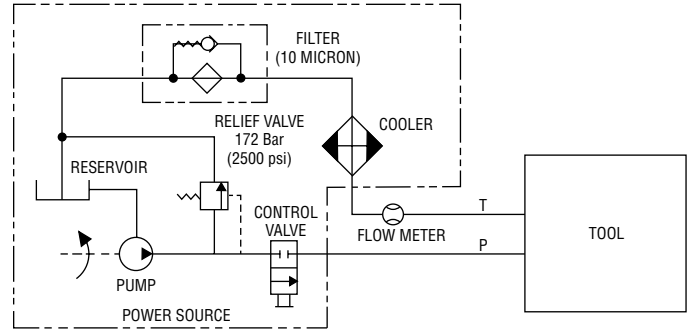 FILTER
(10 MICRON)
RELIEF VALVE
172 Bar
(2500 psi)
COOLER
RESERVOIR
CONTROL
VALVE
T
FLOW METER
TOOL
P
PUMP
POWER SOURCE